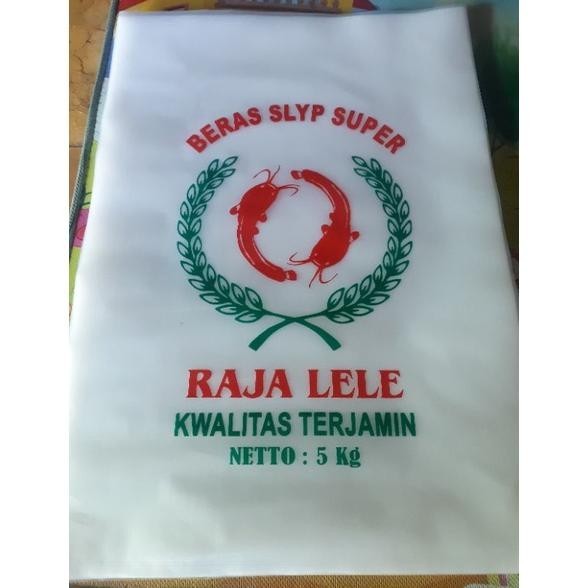 BERAS SLYP SUPER
RAJA LELE
KWALITAS TERJAMIN
NETTO : 5 Kg